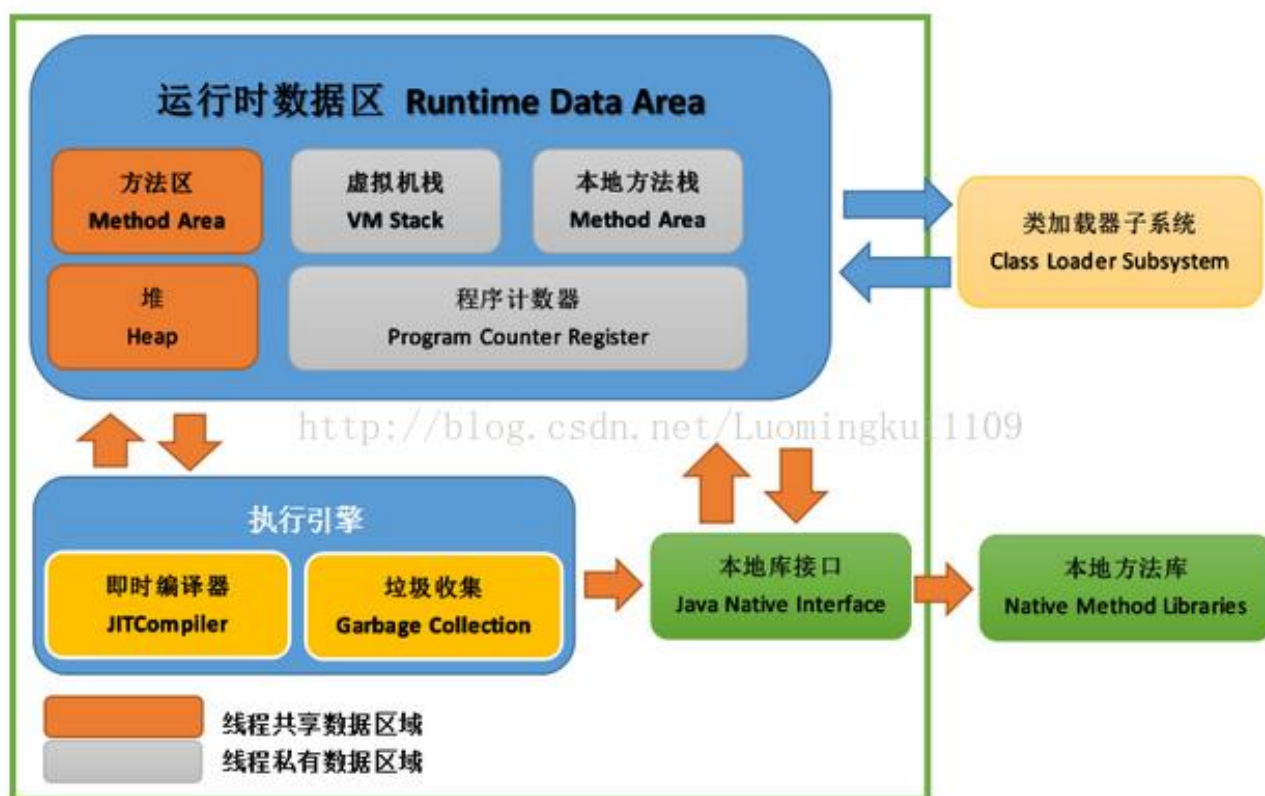 运行时数据区 Runtime Data Area
方法区
Method Area
虚拟机栈
VM Stack
本地方法栈
Method Area
堆
Heap
程序计数器
Program Counter Register
类加载器子系统
Class Loader Subsystem
http://blog.csdn.net/Luomingkui1109
执行引擎
即时编译器
JITCompiler
垃圾收集
Garbage Collection
本地库接口
Java Native Interface
本地方法库
Native Method Libraries
线程共享数据区域
线程私有数据区域